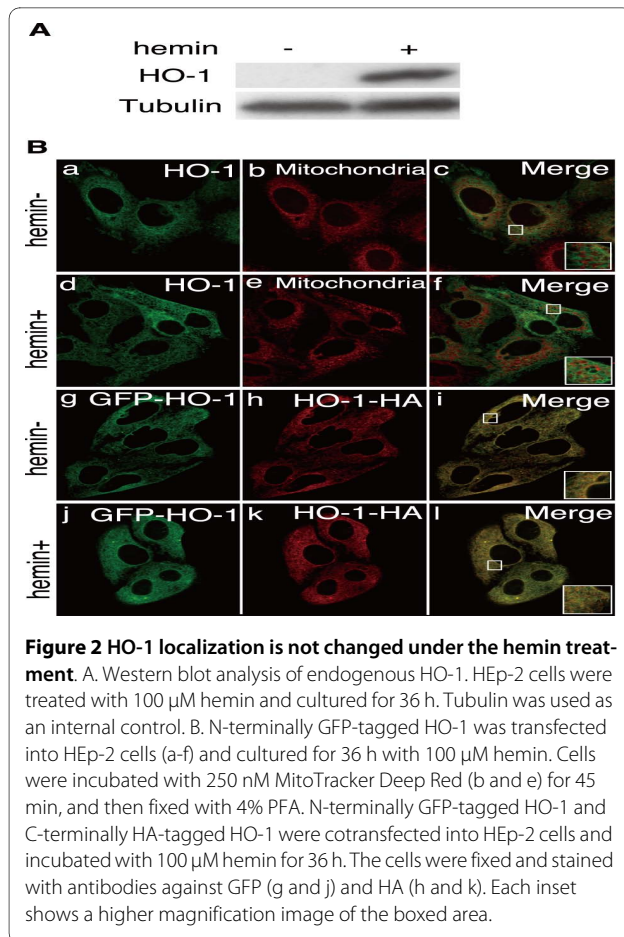 A
hemin - +
HO-1
Tubulin
B
a HO-1 b Mitochondria c Merge
hemin-
d HO-1 e Mitochondria f Merge
hemin+
g GFP-HO-1 h HO-1-HA i Merge
hemin-
j GFP-HO-1 k HO-1-HA l Merge
hemin+
Figure 2 HO-1 localization is not changed under the hemin treat-
ment. A. Western blot analysis of endogenous HO-1. HEp-2 cells were
treated with 100 μM hemin and cultured for 36 h. Tubulin was used as
an internal control. B. N-terminally GFP-tagged HO-1 was transfected
into HEp-2 cells (a-f) and cultured for 36 h with 100 μM hemin. Cells
were incubated with 250 nM MitoTracker Deep Red (b and e) for 45
min, and then fixed with 4% PFA. N-terminally GFP-tagged HO-1 and
C-terminally HA-tagged HO-1 were cotransfected into HEp-2 cells and
incubated with 100 μM hemin for 36 h. The cells were fixed and stained
with antibodies against GFP (g and j) and HA (h and k). Each inset
shows a higher magnification image of the boxed area.